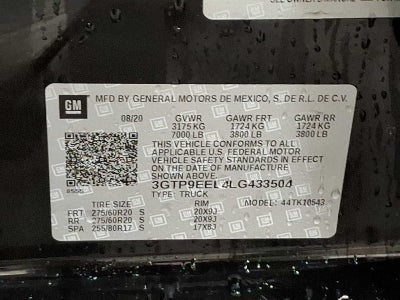 GM
MFD BY GENERAL MOTORS DE MEXICO, S. DE R.L. DE C.V.
08/20 GVWR GAWR FRT GAWR RR
3175 KG 1724 KG 1724 KG
7000 LB 3800 LB 3800 LB
THIS VEHICLE CONFORMS TO ALL
APPLICABLE U.S. FEDERAL MOTOR
VEHICLE SAFETY STANDARDS IN EFFECT
ON THE DATE OF MANUFACTURE
SHOWN ABOVE.
3GTP9EEL4LG433504
TYPE: TRUCK MODEL: 44TK10543
TIRE SIZE RIM
FRT 275/60R20 S 20X9J
RR 275/60R20 S 20X9J
SPA 255/80R17 S 17X8J